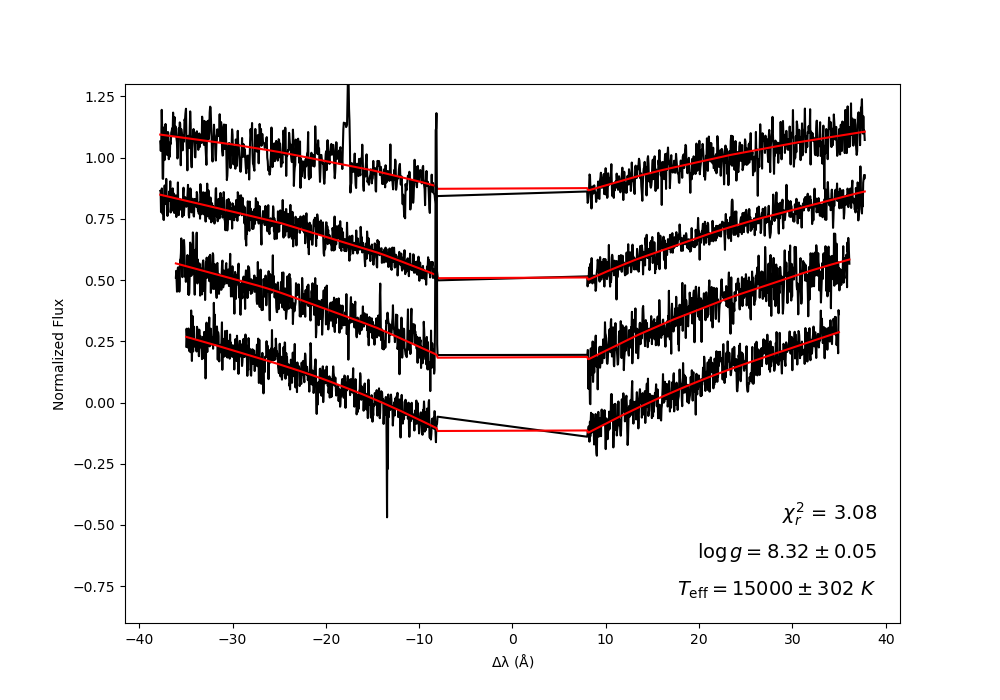 1.25
1.00
0.75
0.50
0.25
0.00
−0.25
−0.50
−0.75
Normalized Flux
χ_r^2 = 3.08
log g = 8.32 ± 0.05
T_eff = 15000 ± 302 K
−40 −30 −20 −10 0 10 20 30 40
Δλ (Å)